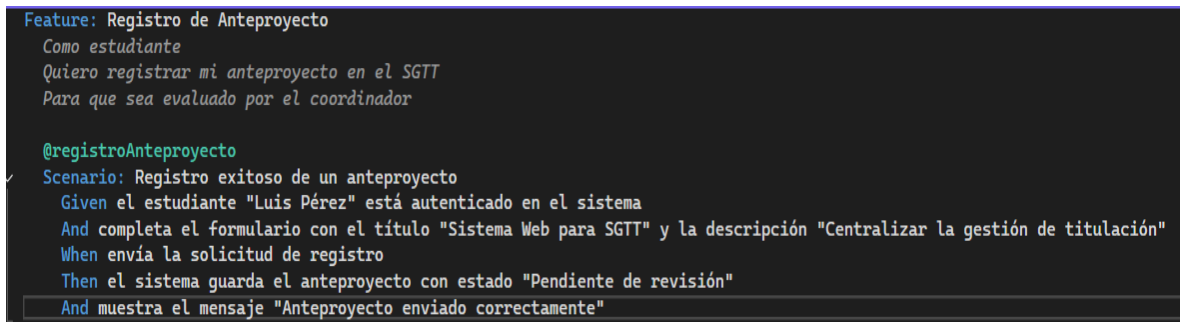 Feature: Registro de Anteproyecto
Como estudiante
Quiero registrar mi anteproyecto en el SGTT
Para que sea evaluado por el coordinador
@registroAnteproyecto
Scenario: Registro exitoso de un anteproyecto
Given el estudiante "Luis Pérez" está autenticado en el sistema
And completa el formulario con el título "Sistema Web para SGTT" y la descripción "Centralizar la gestión de titulación"
When envía la solicitud de registro
Then el sistema guarda el anteproyecto con estado "Pendiente de revisión"
And muestra el mensaje "Anteproyecto enviado correctamente"